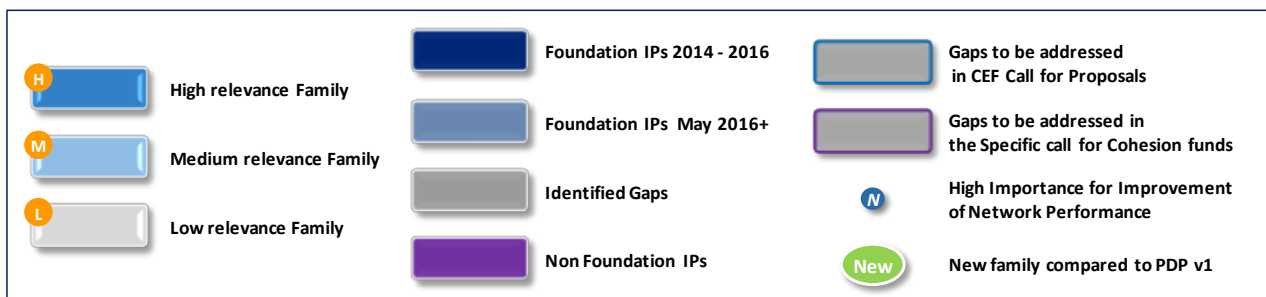 H
High relevance Family
M
Medium relevance Family
L
Low relevance Family
Foundation IPs 2014 - 2016
Foundation IPs May 2016+
Identified Gaps
Non Foundation IPs
Gaps to be addressed
in CEF Call for Proposals
Gaps to be addressed in
the Specific call for Cohesion funds
N
High Importance for Improvement
of Network Performance
New
New family compared to PDP v1